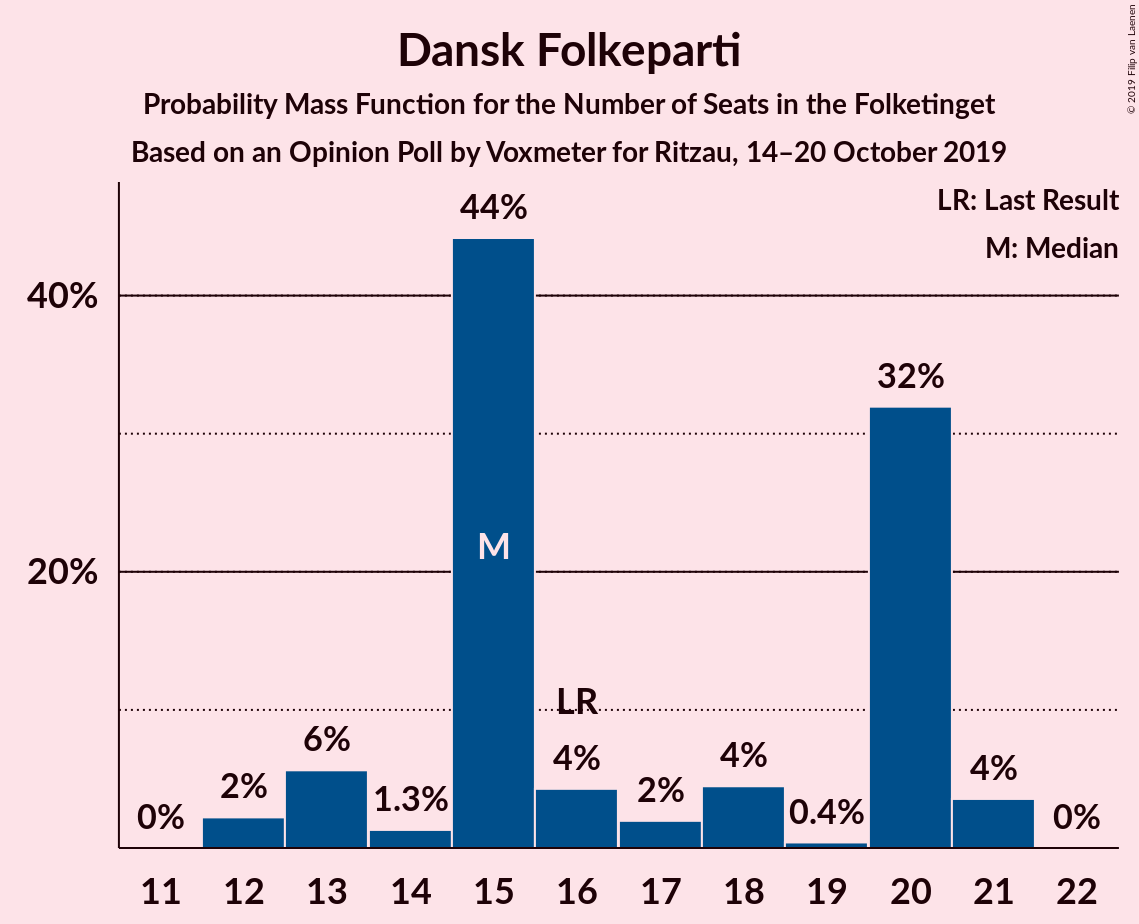 Dansk Folkeparti
Probability Mass Function for the Number of Seats in the Folketinget
Based on an Opinion Poll by Voxmeter for Ritzau, 14–20 October 2019
© 2019 Filip van Laenen
LR: Last Result
M: Median
40%
20%
0%
2%
6%
1.3%
44%
M
LR
4%
2%
4%
0.4%
32%
4%
0%
11 12 13 14 15 16 17 18 19 20 21 22